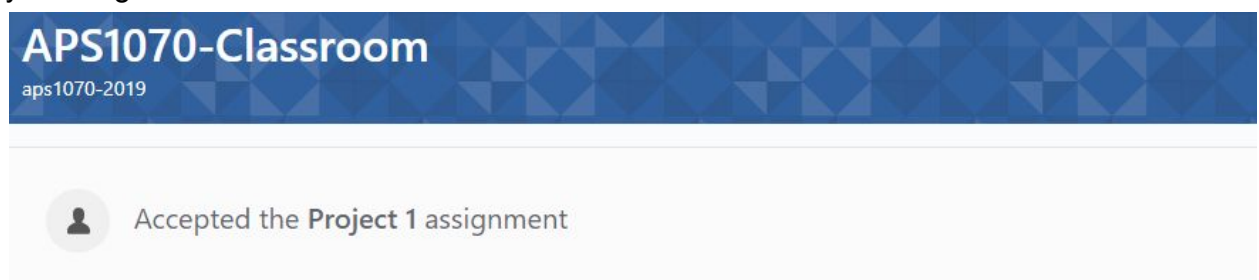 APS1070-Classroom
aps1070-2019
Accepted the Project 1 assignment